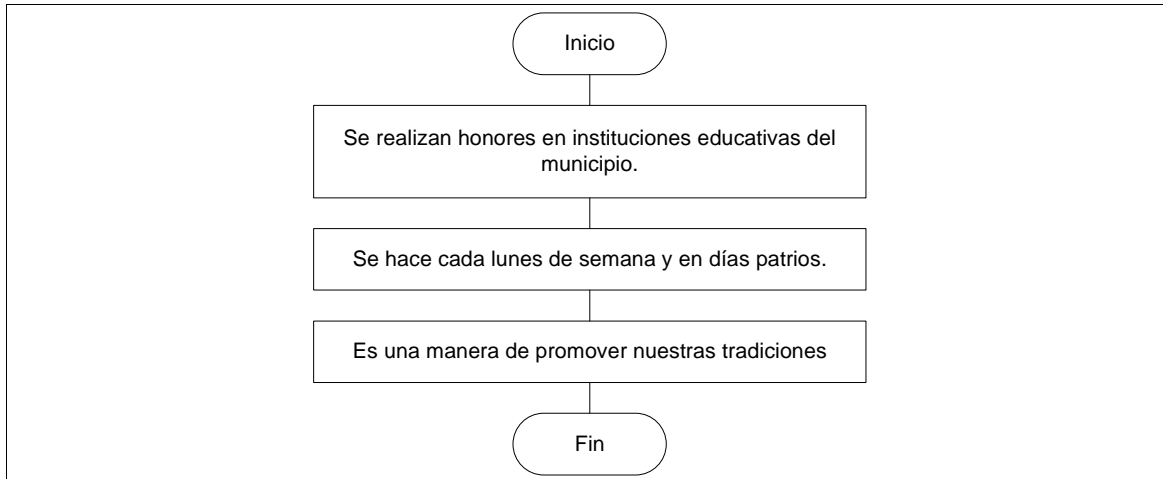 Inicio
Se realizan honores en instituciones educativas del
municipio.
Se hace cada lunes de semana y en días patrios.
Es una manera de promover nuestras tradiciones
Fin